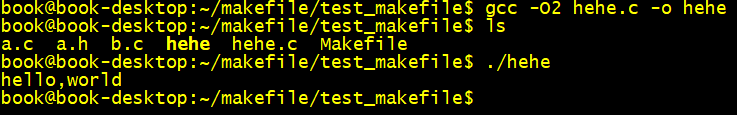 book@book-desktop:~/makefile/test_makefile$ gcc -O2 hehe.c -o hehe
book@book-desktop:~/makefile/test_makefile$ ls
a.c  a.h  b.c  hehe  hehe.c  Makefile
book@book-desktop:~/makefile/test_makefile$ ./hehe
hello,world
book@book-desktop:~/makefile/test_makefile$